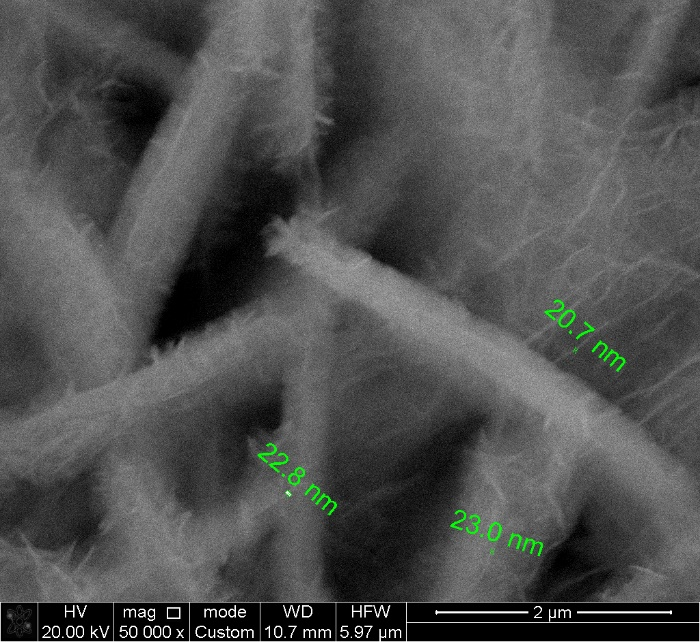 20.7 nm
22.8 nm
23.0 nm
HV mag □ mode WD HFW
20.00 kV 50 000 x Custom 10.7 mm 5.97 µm
2 µm